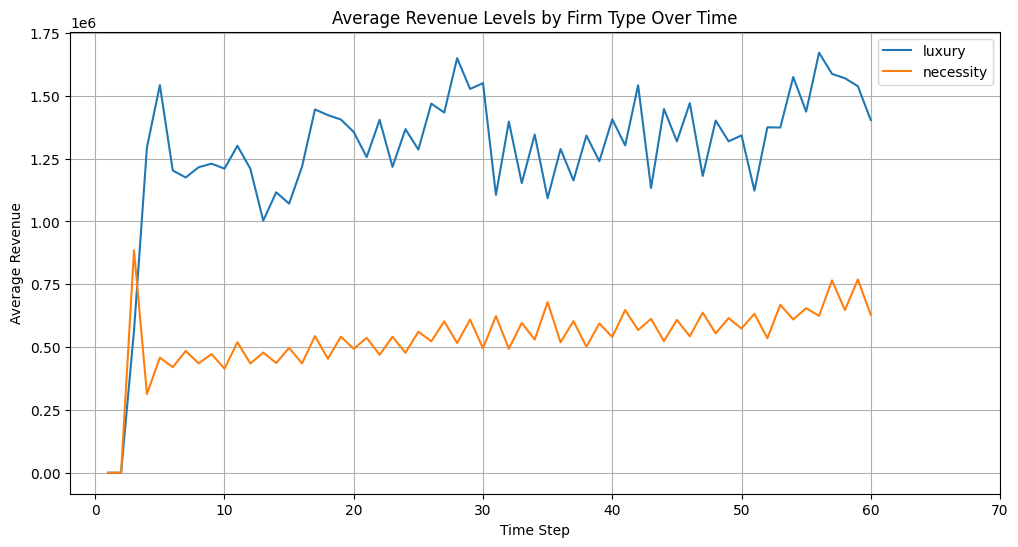 Average Revenue Levels by Firm Type Over Time
1e6
luxury
necessity
1.75
1.50
1.25
1.00
0.75
0.50
0.25
0.00
Average Revenue
0 10 20 30 40 50 60 70
Time Step